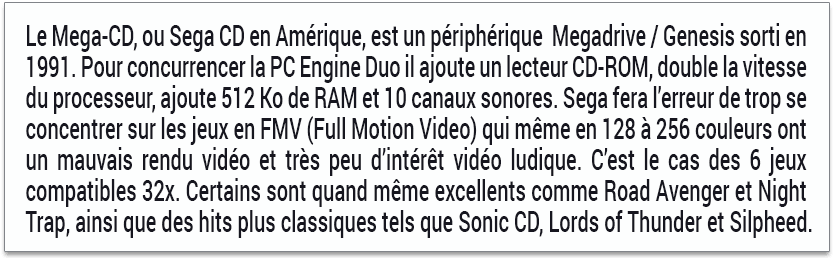 Le Mega-CD, ou Sega CD en Amérique, est un périphérique Megadrive / Genesis sorti en
1991. Pour concurrencer la PC Engine Duo il ajoute un lecteur CD-ROM, double la vitesse
du processeur, ajoute 512 Ko de RAM et 10 canaux sonores. Sega fera l'erreur de trop se
concentrer sur les jeux en FMV (Full Motion Video) qui même en 128 à 256 couleurs ont
un mauvais rendu vidéo et très peu d'intérêt vidéo ludique. C'est le cas des 6 jeux
compatibles 32x. Certains sont quand même excellents comme Road Avenger et Night
Trap, ainsi que des hits plus classiques tels que Sonic CD, Lords of Thunder et Silpheed.